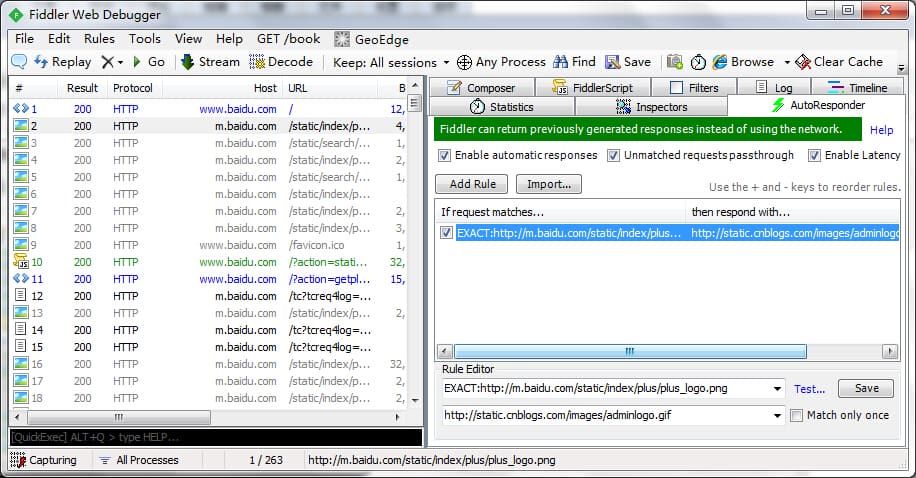 Fiddler Web Debugger
File Edit Rules Tools View Help GET /book GeoEdge
Replay Go Stream Decode Keep: All sessions Any Process Find Save Browse Clear Cache
# Result Protocol Host URL B
1 200 HTTP www.baidu.com / 12,
2 200 HTTP m.baidu.com /static/index/p... 4,
3 200 HTTP m.baidu.com /static/search/... 1,
4 200 HTTP m.baidu.com /static/index/p... 2,
5 200 HTTP m.baidu.com /static/search/... 1,
6 200 HTTP m.baidu.com /static/index/p...
7 200 HTTP m.baidu.com /static/index/p... 2,
8 200 HTTP m.baidu.com /static/index/p... 3,
9 200 HTTP www.baidu.com /favicon.ico
10 200 HTTP www.baidu.com /?action=stati... 32,
11 200 HTTP www.baidu.com /?action=getpl... 15,
12 200 HTTP m.baidu.com /tc?tcreq4log=...
13 200 HTTP m.baidu.com /static/index/p... 2,
14 200 HTTP m.baidu.com /tc?tcreq4log=...
15 200 HTTP m.baidu.com /tc?tcreq4log=...
16 200 HTTP m.baidu.com /static/index/p... 32,
17 200 HTTP m.baidu.com /static/index/p... 2,
18 200 HTTP m.baidu.com /static/index/p... 2,
[QuickExec] ALT+Q > type HELP...
Composer FiddlerScript Filters Log Timeline
Statistics Inspectors AutoResponder
Fiddler can return previously generated responses instead of using the network. Help
Enable automatic responses Unmatched requests passthrough Enable Latency
Add Rule Import... Use the + and - keys to reorder rules.
If request matches... then respond with...
EXACT:http://m.baidu.com/static/index/plus... http://static.cnblogs.com/images/adminlogo
Rule Editor
EXACT:http://m.baidu.com/static/index/plus/plus_logo.png Test... Save
http://static.cnblogs.com/images/adminlogo.gif Match only once
Capturing All Processes 1 / 263 http://m.baidu.com/static/index/plus/plus_logo.png